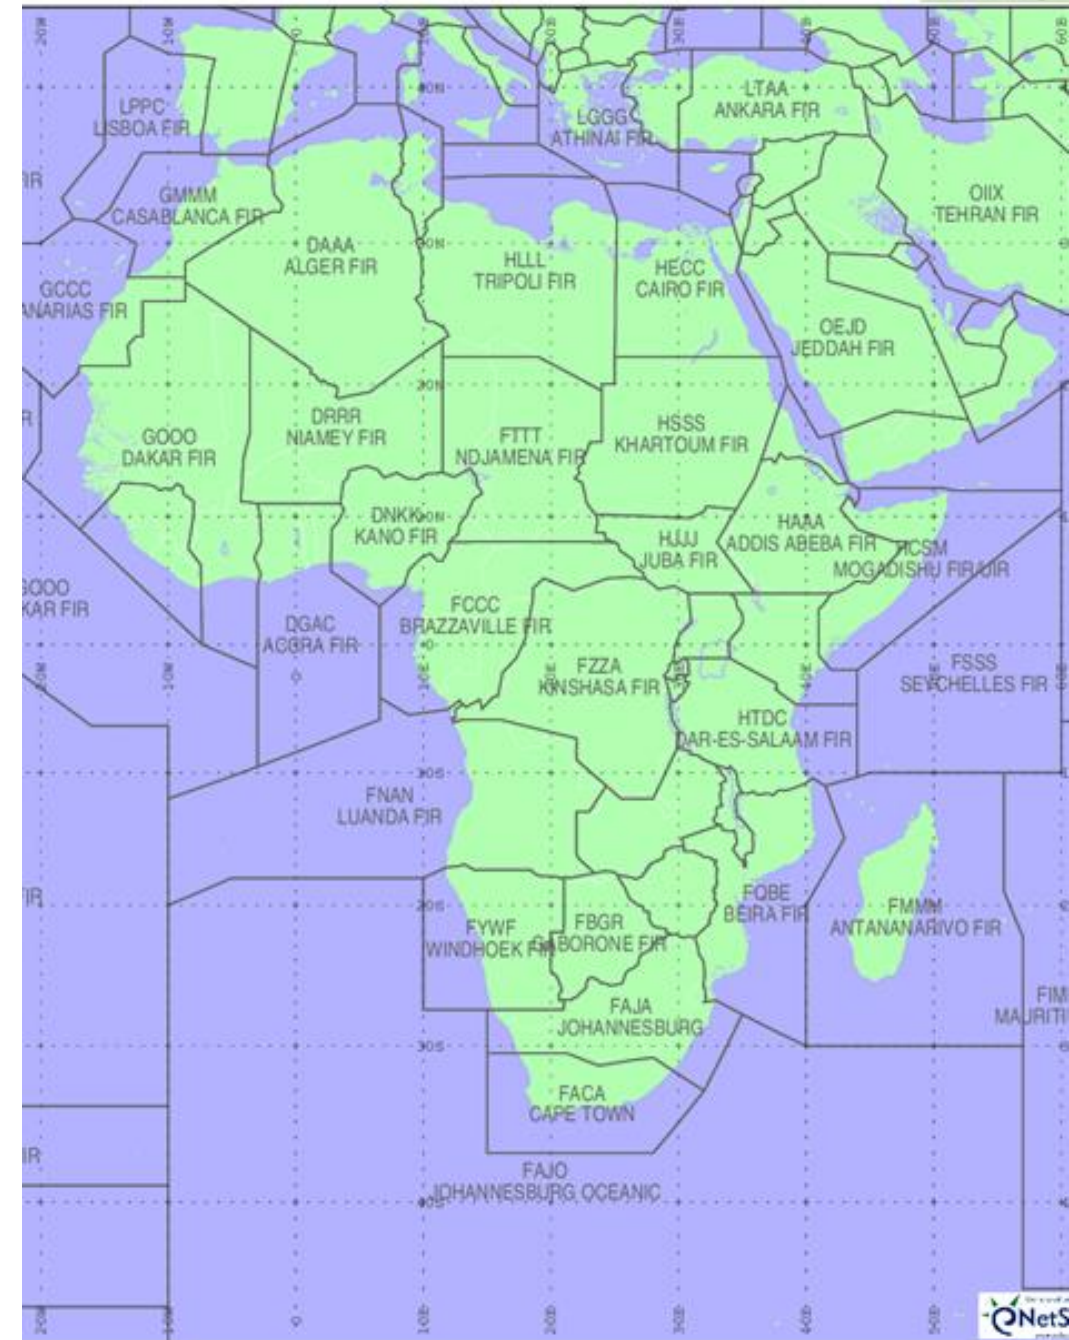 LPPC
LISBOA FIR
LGGG
ATHINAI FIR
LTAA
ANKARA FIR
GMMM
CASABLANCA FIR
OIIX
TEHRAN FIR
DAAA
ALGER FIR
HLLL
TRIPOLI FIR
HECC
CAIRO FIR
GCCC
ANARIAS FIR
OEJD
JEDDAH FIR
DRRR
NIAMEY FIR
GOOO
DAKAR FIR
FTTT
NDJAMENA FIR
HSSS
KHARTOUM FIR
DNKK
KANO FIR
HJJJ
JUBA FIR
HAAA
ADDIS ABEBA FIR
HCSM
MOGADISHU FIR/UIR
GOOO
KAR FIR
DGAC
ACCRA FIR
FCCC
BRAZZAVILLE FIR
FZZA
KINSHASA FIR
FSSS
SEYCHELLES FIR
HTDC
DAR-ES-SALAAM FIR
FNAN
LUANDA FIR
FQBE
BEIRA FIR
FMMM
ANTANANARIVO FIR
FYWF
WINDHOEK FIR
FBGR
GABORONE FIR
FAJA
JOHANNESBURG
FIM
MAURITI
FACA
CAPE TOWN
FAJO
JOHANNESBURG OCEANIC
NetS